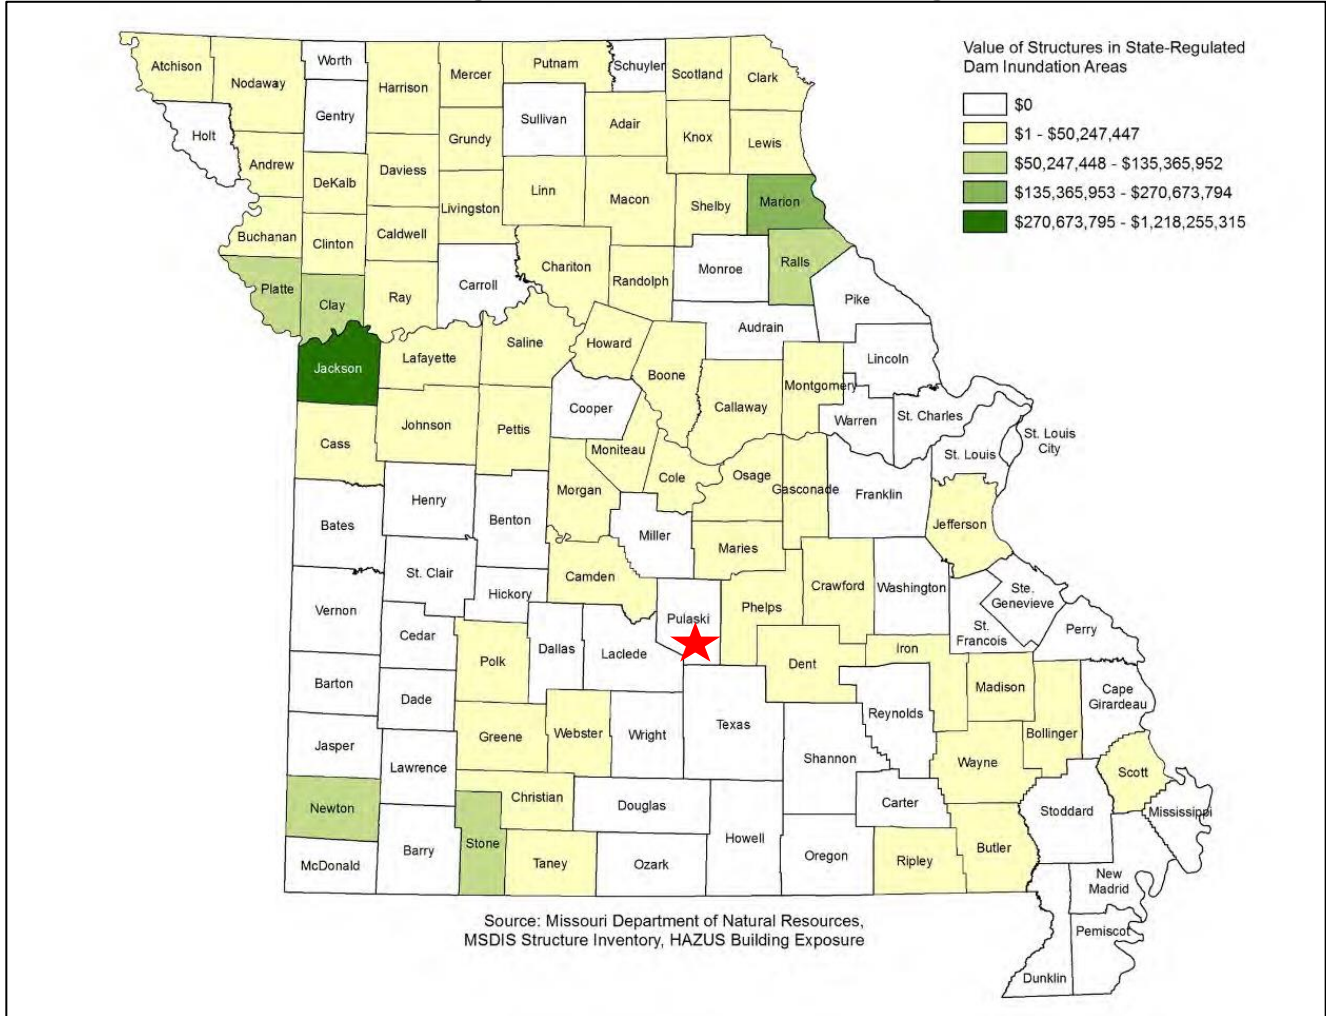 Value of Structures in State-Regulated
Dam Inundation Areas
$0
$1 - $50,247,447
$50,247,448 - $135,365,952
$135,365,953 - $270,673,794
$270,673,795 - $1,218,255,315
Atchison
Nodaway
Worth
Harrison
Mercer
Putnam
Schuyler
Scotland
Clark
Holt
Gentry
Sullivan
Adair
Knox
Lewis
Grundy
Andrew
DeKalb
Daviess
Livingston
Linn
Macon
Shelby
Marion
Buchanan
Clinton
Caldwell
Carroll
Chariton
Randolph
Monroe
Ralls
Pike
Platte
Clay
Ray
Audrain
Lincoln
Jackson
Lafayette
Saline
Howard
Boone
Callaway
Montgomery
Warren
St. Charles
St. Louis
City
St. Louis
Cooper
Cass
Johnson
Pettis
Moniteau
Cole
Osage
Gasconade
Franklin
Jefferson
Morgan
Henry
Benton
Bates
Miller
Maries
St. Clair
Camden
Crawford
Washington
Ste.
Genevieve
Hickory
Phelps
Pulaski
Vernon
St.
Francois
Perry
Cedar
Polk
Dallas
Laclede
Dent
Iron
Madison
Barton
Dade
Cape
Girardeau
Reynolds
Texas
Bollinger
Greene
Webster
Wright
Jasper
Lawrence
Shannon
Wayne
Scott
Newton
Christian
Douglas
Carter
Stoddard
Mississippi
Stone
Howell
Butler
McDonald
Barry
Taney
Ozark
Oregon
Ripley
New
Madrid
Pemiscot
Dunklin
Source: Missouri Department of Natural Resources,
MSDIS Structure Inventory, HAZUS Building Exposure